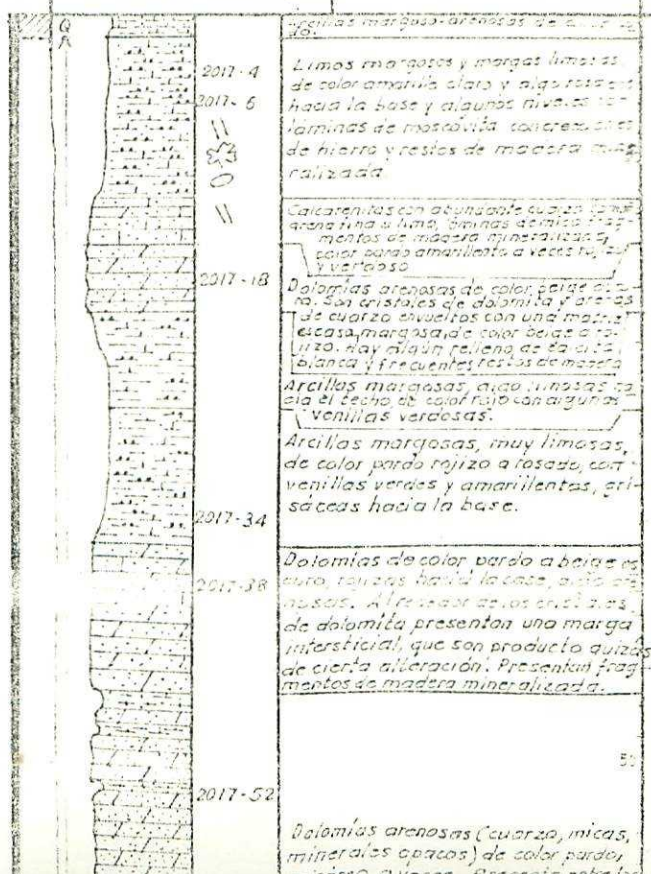 Q
Arcillas margoso-arenosas de
2017-4
2017-6
Limos margosos y margas limosas
de color amarillo claro y algo
hacia la base y algunos niveles
láminas de moscovita concreciones
de hierro y restos de madera
ralizada.
Calcarenitas con abundante cuarzo
arena fina a limo, láminas de mica
mentos de madera mineralizada,
color pardo amarillento a veces
y verdoso
2017-18
Dolomías arenosas de color beige
ra. Son cristales de dolomita y arenas
de cuarzo envueltos con una matriz
escasa, margosa, de color beige a ro-
jizo. Hay algún relleno de
blanca y frecuentes restos de madera
Arcillas margosas, algo limosas ha-
cia el techo, de color rojo con algunas
venillas verdosas.
Arcillas margosas, muy limosas,
de color pardo rojizo a rosado, con
venillas verdes y amarillentas, gri-
sáceas hacia la base.
2017-34
Dolomías de color pardo a beige os-
curo, rojizas hacia la base, algo are-
nosas. Alrededor de los cristales
de dolomita presentan una marga
intersticial, que son producto quizás
de cierta alteración. Presentan frag-
mentos de madera mineralizada.
2017-38
2017-52
Dolomías arenosas (cuarzo, micas,
minerales opacos) de color pardo,